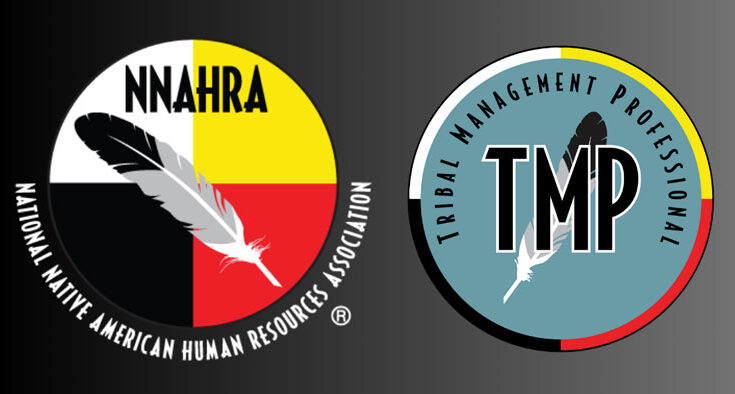 NNAHRA
NATIONAL NATIVE AMERICAN HUMAN RESOURCES ASSOCIATION
®
TRIBAL MANAGEMENT PROFESSIONAL
TMP